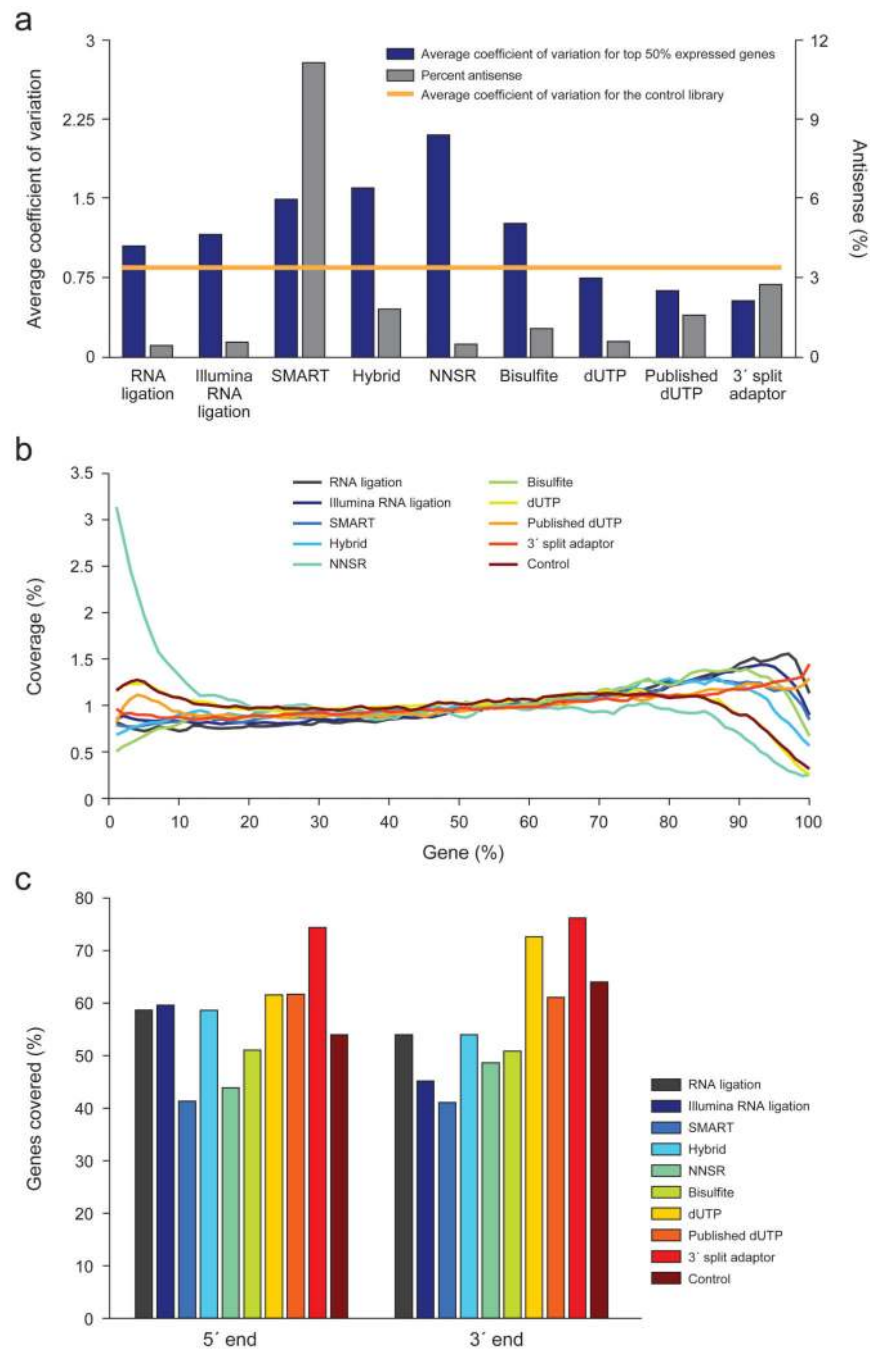 a
3
2.25
1.5
0.75
0
Average coefficient of variation
Average coefficient of variation for top 50% expressed genes
Percent antisense
Average coefficient of variation for the control library
12
9
6
3
0
Antisense (%)
RNA ligation
Illumina RNA ligation
SMART
Hybrid
NNSR
Bisulfite
dUTP
Published dUTP
3´ split adaptor
b
3.5
3
2.5
2
1.5
1
0.5
0
Coverage (%)
RNA ligation
Illumina RNA ligation
SMART
Hybrid
NNSR
Bisulfite
dUTP
Published dUTP
3´ split adaptor
Control
0 10 20 30 40 50 60 70 80 90 100
Gene (%)
c
80
70
60
50
40
30
20
10
0
Genes covered (%)
5´ end
3´ end
RNA ligation
Illumina RNA ligation
SMART
Hybrid
NNSR
Bisulfite
dUTP
Published dUTP
3´ split adaptor
Control